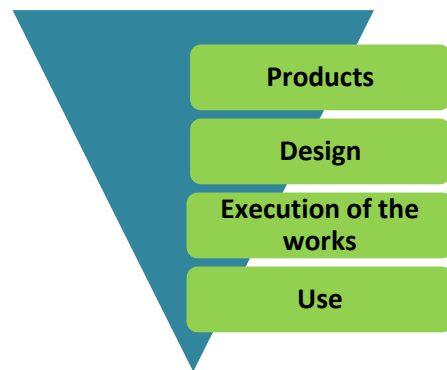 Products
Design
Execution of the
works
Use